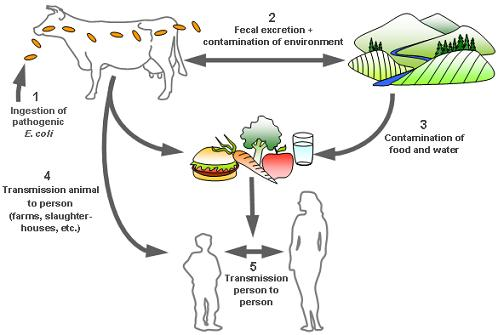 1
Ingestion of
pathogenic
E. coli
2
Fecal excretion +
contamination of environment
3
Contamination of
food and water
4
Transmission animal
to person
(farms, slaughter-
houses, etc.)
5
Transmission
person to
person